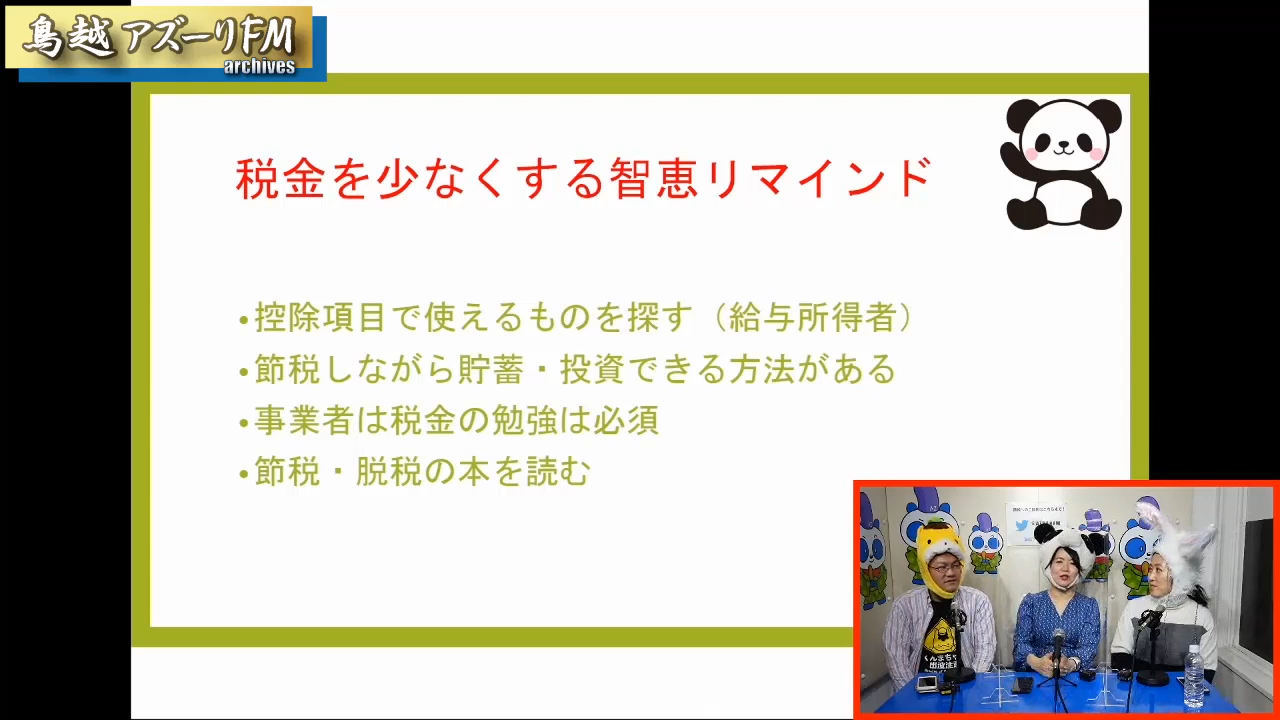 鳥越アズーリFM
archives
税金を少なくする智恵リマインド
•控除項目で使えるものを探す（給与所得者）
•節税しながら貯蓄・投資できる方法がある
•事業者は税金の勉強は必須
•節税・脱税の本を読む